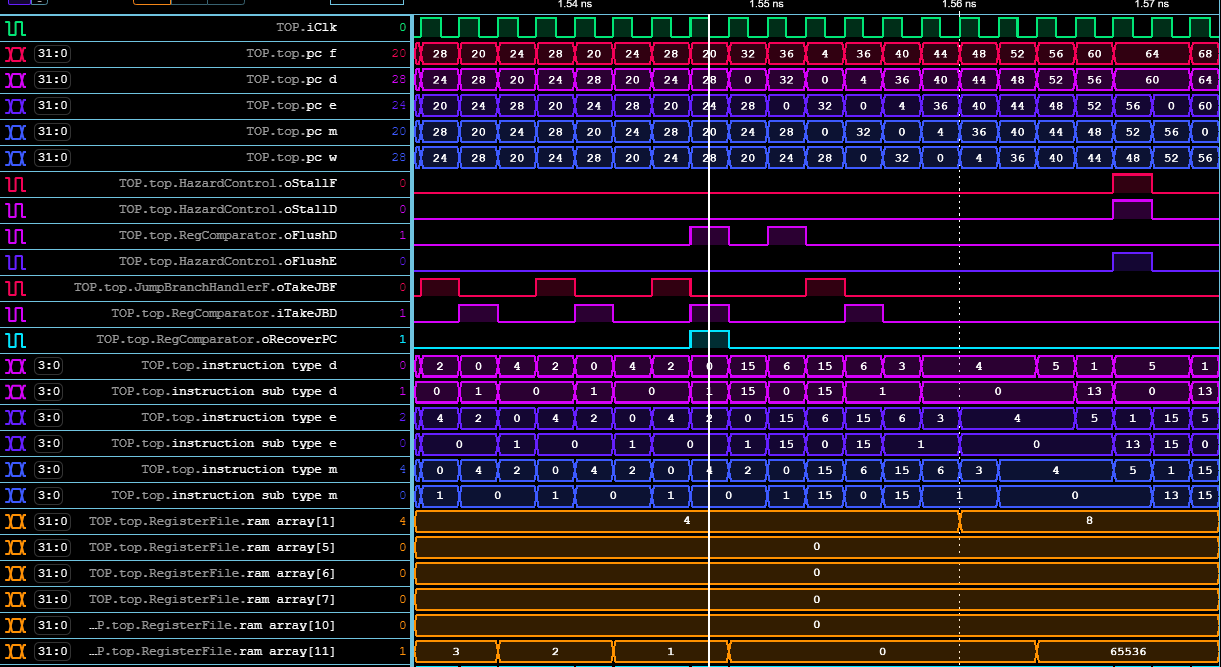 1.54 ns 1.55 ns 1.56 ns 1.57 ns
TOP.iClk 0
31:0 TOP.top.pc f 20 28 20 24 28 20 24 28 20 32 36 4 36 40 44 48 52 56 60 64 68
31:0 TOP.top.pc d 28 24 28 20 24 28 20 24 28 0 32 0 4 36 40 44 48 52 56 60 64
31:0 TOP.top.pc e 24 20 24 28 20 24 28 20 24 28 0 32 0 4 36 40 44 48 52 56 0 60
31:0 TOP.top.pc m 20 28 20 24 28 20 24 28 20 24 28 0 32 0 4 36 40 44 48 52 56 0
31:0 TOP.top.pc w 28 24 28 20 24 28 20 24 28 20 24 28 0 32 0 4 36 40 44 48 52 56
TOP.top.HazardControl.oStallF 0
TOP.top.HazardControl.oStallD 0
TOP.top.RegComparator.oFlushD 1
TOP.top.HazardControl.oFlushE 0
TOP.top.JumpBranchHandlerF.oTakeJBF 0
TOP.top.RegComparator.iTakeJBD 1
TOP.top.RegComparator.oRecoverPC 1
3:0 TOP.top.instruction type d 0 2 0 4 2 0 4 2 0 15 6 15 6 3 4 5 1 5 1
3:0 TOP.top.instruction sub type d 1 0 1 0 1 0 1 15 0 15 1 0 13 0 13
3:0 TOP.top.instruction type e 2 4 2 0 4 2 0 4 2 0 15 6 15 6 3 4 5 1 15 5
3:0 TOP.top.instruction sub type e 0 0 1 0 1 0 1 15 0 15 1 0 13 15 0
3:0 TOP.top.instruction type m 4 0 4 2 0 4 2 0 4 2 0 15 6 15 6 3 4 5 1 15
3:0 TOP.top.instruction sub type m 0 1 0 1 0 1 0 1 15 0 15 1 0 13 15
31:0 TOP.top.RegisterFile.ram array[1] 4 4 8
31:0 TOP.top.RegisterFile.ram array[5] 0 0
31:0 TOP.top.RegisterFile.ram array[6] 0 0
31:0 TOP.top.RegisterFile.ram array[7] 0 0
31:0 …P.top.RegisterFile.ram array[10] 0 0
31:0 …P.top.RegisterFile.ram array[11] 1 3 2 1 0 65536